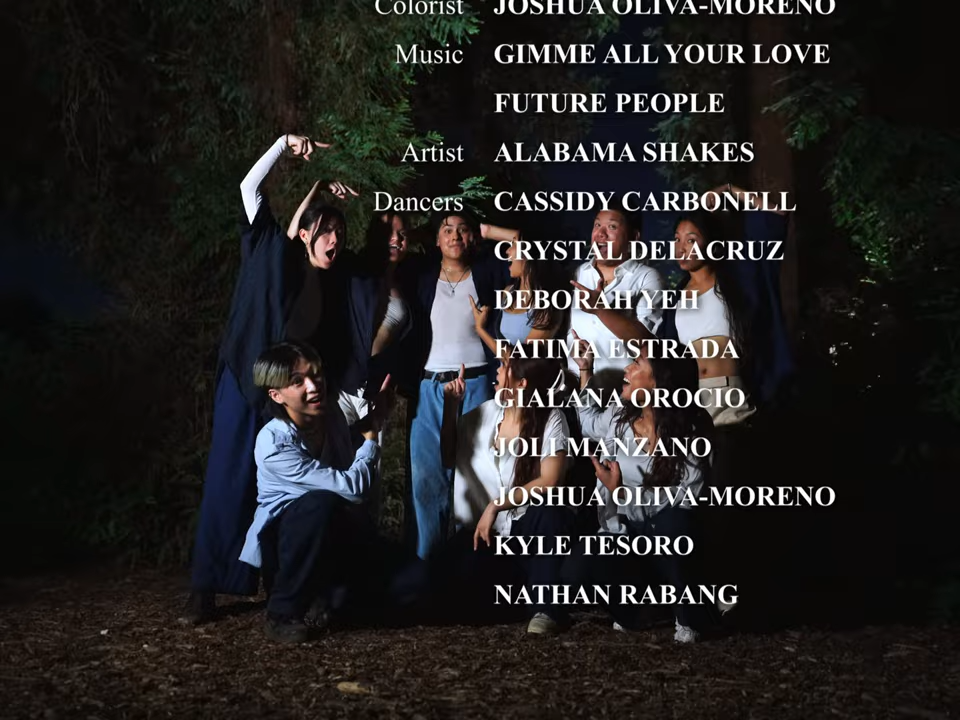 Colorist JOSHUA OLIVA-MORENO
Music GIMME ALL YOUR LOVE
FUTURE PEOPLE
Artist ALABAMA SHAKES
Dancers CASSIDY CARBONELL
CRYSTAL DELACRUZ
DEBORAH YEH
FATIMA ESTRADA
GIALANA OROCIO
JOLI MANZANO
JOSHUA OLIVA-MORENO
KYLE TESORO
NATHAN RABANG